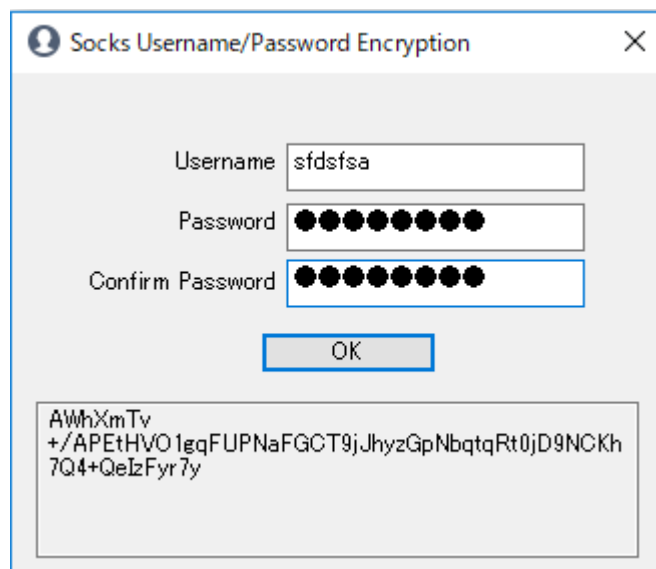 Socks Username/Password Encryption
Username sfdsfsa
Password ●●●●●●●●
Confirm Password ●●●●●●●●
OK
AWhXmTv
+/APEtHVO1gqFUPNaFGCT9jJhyzGpNbqtqRt0jD9NCKh
7Q4+QeIzFyr7y